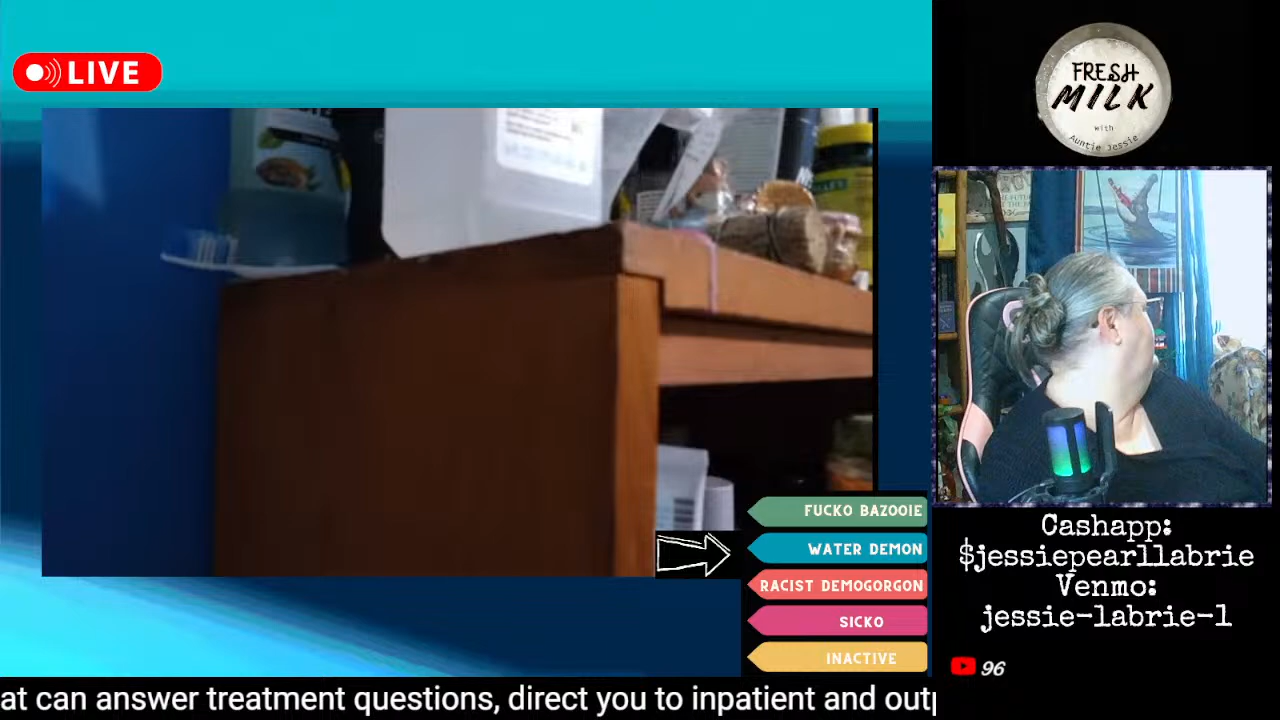 LIVE
FRESH
MILK
with
Auntie Jessie
FUCKO BAZOOIE
WATER DEMON
RACIST DEMOGORGON
SICKO
INACTIVE
Cashapp:
$jessiepearllabrie
Venmo:
jessie-labrie-1
96
at can answer treatment questions, direct you to inpatient and outp